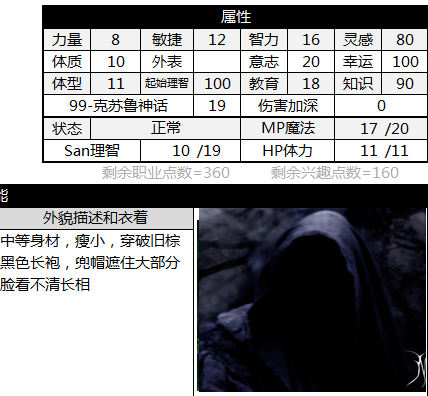 属性
力量 8 敏捷 12 智力 16 灵感 80
体质 10 外表 意志 20 幸运 100
体型 11 起始理智 100 教育 18 知识 90
99-克苏鲁神话 19 伤害加深 0
状态 正常 MP魔法 17 /20
San理智 10 /19 HP体力 11 /11
剩余职业点数=360 剩余兴趣点数=160
能
外貌描述和衣着
中等身材，瘦小，穿破旧棕
黑色长袍，兜帽遮住大部分
脸看不清长相